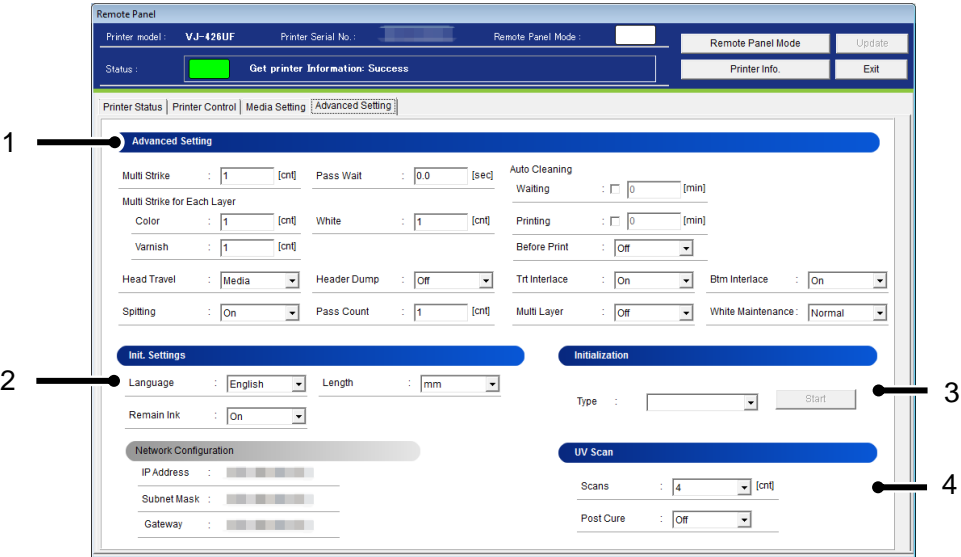 Remote Panel
Printer model : VJ-426UF Printer Serial No. : Remote Panel Mode :
Remote Panel Mode Update
Status : Get printer Information: Success
Printer Info. Exit
Printer Status Printer Control Media Setting Advanced Setting
1 Advanced Setting
Multi Strike : 1 [cnt] Pass Wait : 0.0 [sec] Auto Cleaning
Waiting : 0 [min]
Multi Strike for Each Layer
Color : 1 [cnt] White : 1 [cnt] Printing : 0 [min]
Varnish : 1 [cnt] Before Print : Off
Head Travel : Media Header Dump : Off Trt Interlace : On Btm Interlace : On
Spitting : On Pass Count : 1 [cnt] Multi Layer : Off White Maintenance : Normal
Init. Settings Initialization
2 Language : English Length : mm
Type : Start 3
Remain Ink : On
Network Configuration UV Scan
IP Address :
Scans : 4 [cnt] 4
Subnet Mask :
Gateway : Post Cure : Off